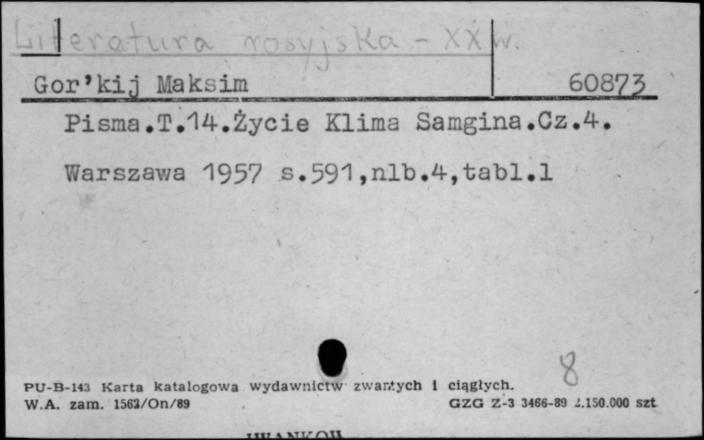 Literatura rosyjska - XX w.
Gor'kij Maksim 60873
Pisma.T.14.Życie Klima Samgina.Cz.4.
Warszawa 1957 s.591,nlb.4,tabl.1
8
PU-B-143 Karta katalogowa wydawnictw zwartych i ciągłych.
W.A. zam. 1563/On/89 GZG Z-3 3466-89 2.150.000 szt